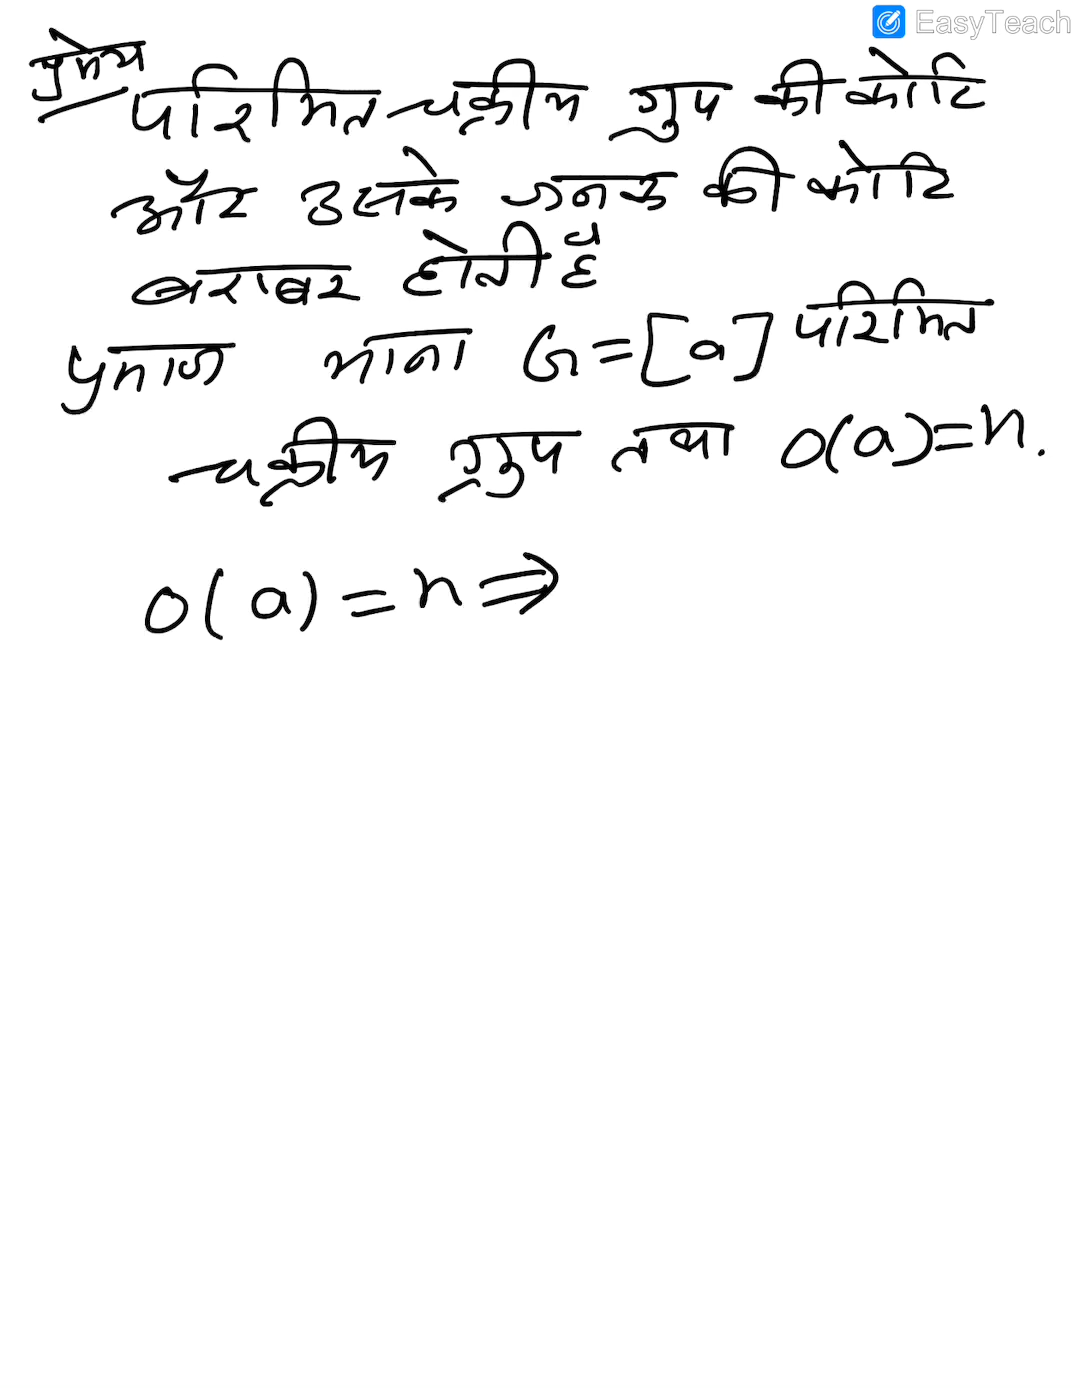 EasyTeach
प्रमेय
परिमित चक्रीय ग्रुप की कोटि
और उसके जनक की कोटि
बराबर होती है
प्रमाण माना G=[a] परिमित
चक्रीय ग्रुप तथा o(a)=n.
o(a)=n⇒